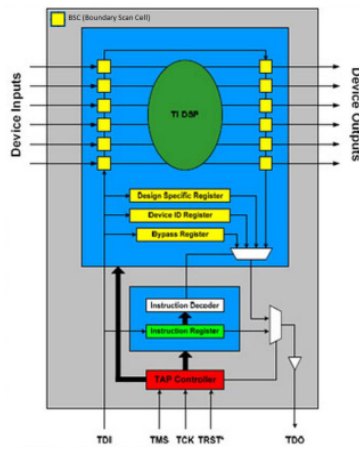 BSC (Boundary Scan Cell)
Device Inputs
TI DSP
Device Outputs
Design Specific Register
Device ID Register
Bypass Register
Instruction Decoder
Instruction Register
TAP Controller
TDI
TMS
TCK
TRST*
TDO